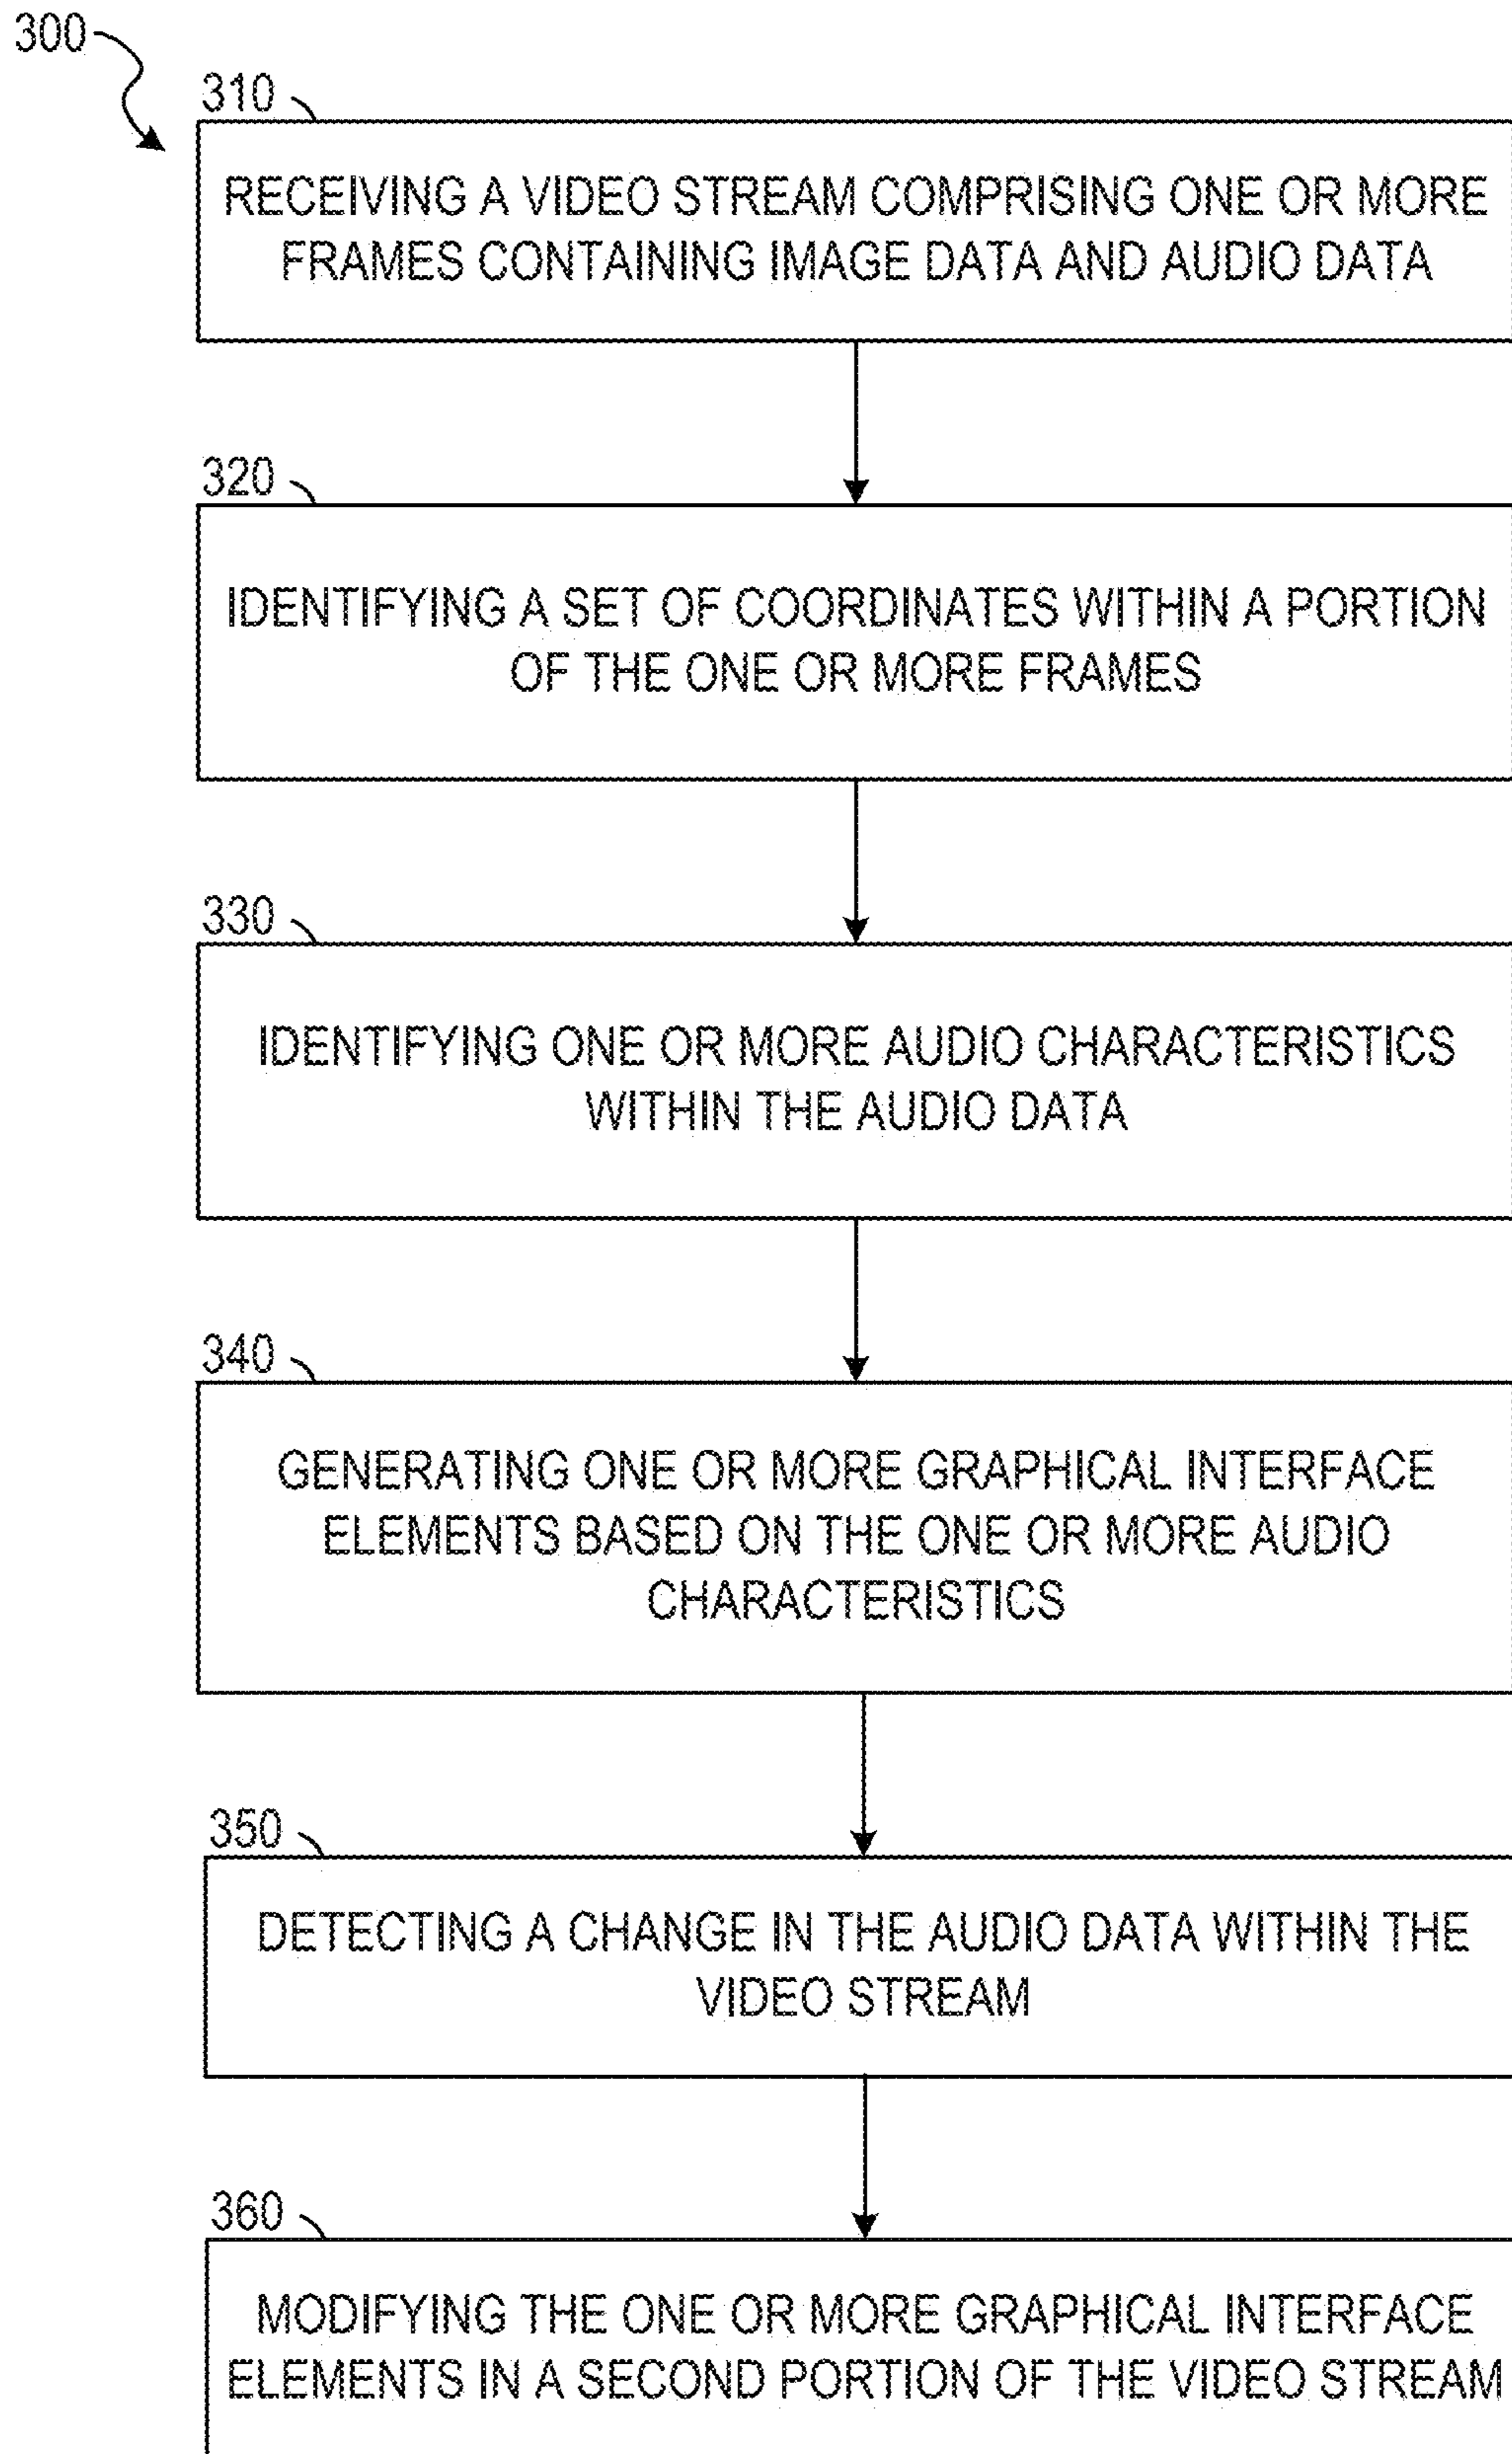 300
310
RECEIVING A VIDEO STREAM COMPRISING ONE OR MORE
FRAMES CONTAINING IMAGE DATA AND AUDIO DATA
320
IDENTIFYING A SET OF COORDINATES WITHIN A PORTION
OF THE ONE OR MORE FRAMES
330
IDENTIFYING ONE OR MORE AUDIO CHARACTERISTICS
WITHIN THE AUDIO DATA
340
GENERATING ONE OR MORE GRAPHICAL INTERFACE
ELEMENTS BASED ON THE ONE OR MORE AUDIO
CHARACTERISTICS
350
DETECTING A CHANGE IN THE AUDIO DATA WITHIN THE
VIDEO STREAM
360
MODIFYING THE ONE OR MORE GRAPHICAL INTERFACE
ELEMENTS IN A SECOND PORTION OF THE VIDEO STREAM